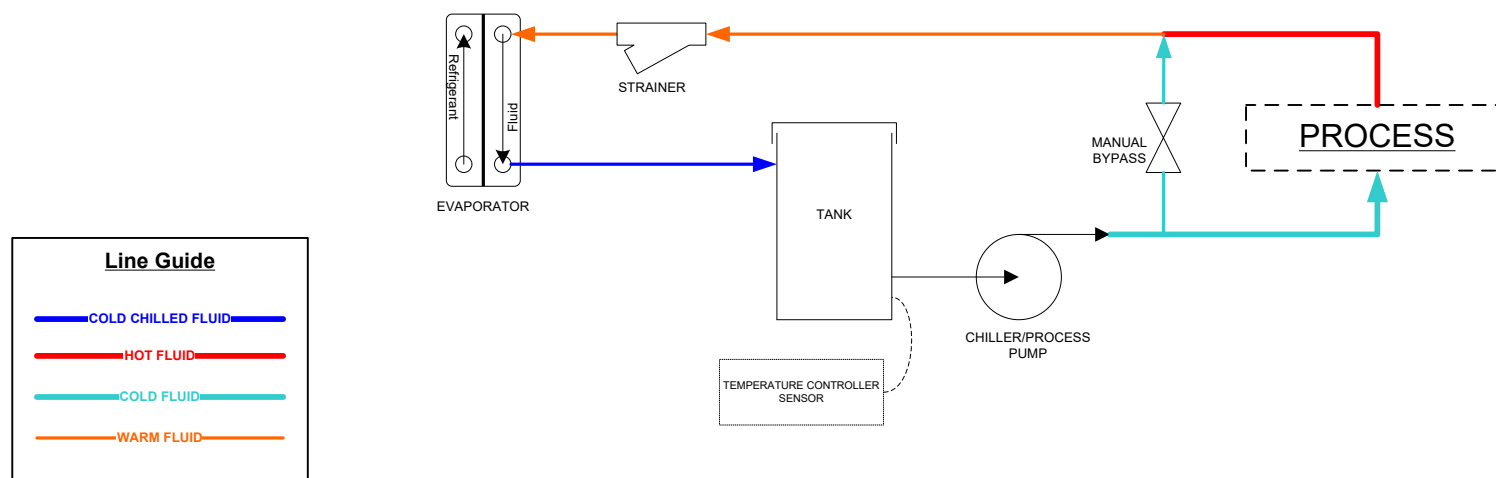 Refrigerant
Fluid
EVAPORATOR
STRAINER
TANK
MANUAL
BYPASS
PROCESS
CHILLER/PROCESS
PUMP
TEMPERATURE CONTROLLER
SENSOR
Line Guide
COLD CHILLED FLUID
HOT FLUID
COLD FLUID
WARM FLUID